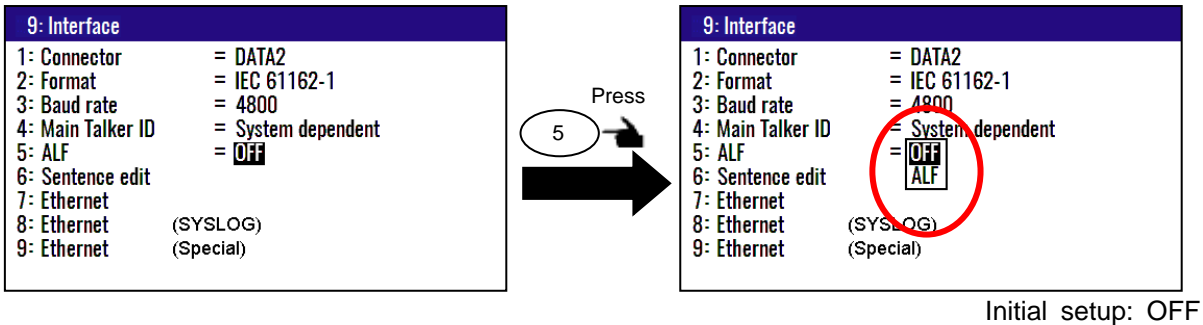 9: Interface
1: Connector = DATA2
2: Format = IEC 61162-1
3: Baud rate = 4800
4: Main Talker ID = System dependent
5: ALF = OFF
6: Sentence edit
7: Ethernet
8: Ethernet (SYSLOG)
9: Ethernet (Special)
Press
5
9: Interface
1: Connector = DATA2
2: Format = IEC 61162-1
3: Baud rate = 4800
4: Main Talker ID = System dependent
5: ALF = OFF
6: Sentence edit ALF
7: Ethernet
8: Ethernet (SYSLOG)
9: Ethernet (Special)
Initial setup: OFF